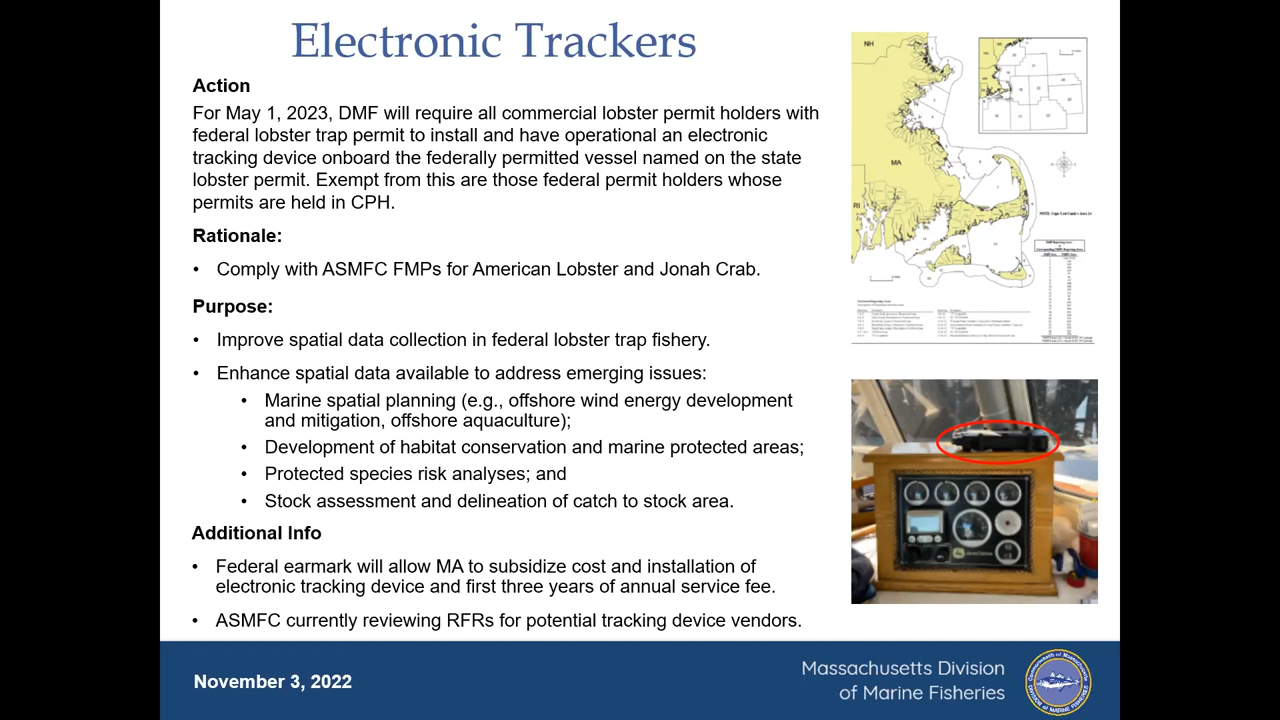 Electronic Trackers
Action
For May 1, 2023, DMF will require all commercial lobster permit holders with
federal lobster trap permit to install and have operational an electronic
tracking device onboard the federally permitted vessel named on the state
lobster permit. Exempt from this are those federal permit holders whose
permits are held in CPH.
Rationale:
• Comply with ASMFC FMPs for American Lobster and Jonah Crab.
Purpose:
• Improve spatial data collection in federal lobster trap fishery.
• Enhance spatial data available to address emerging issues:
• Marine spatial planning (e.g., offshore wind energy development
and mitigation, offshore aquaculture);
• Development of habitat conservation and marine protected areas;
• Protected species risk analyses; and
• Stock assessment and delineation of catch to stock area.
Additional Info
• Federal earmark will allow MA to subsidize cost and installation of
electronic tracking device and first three years of annual service fee.
• ASMFC currently reviewing RFRs for potential tracking device vendors.
NH
MA
RI
November 3, 2022
Massachusetts Division
of Marine Fisheries